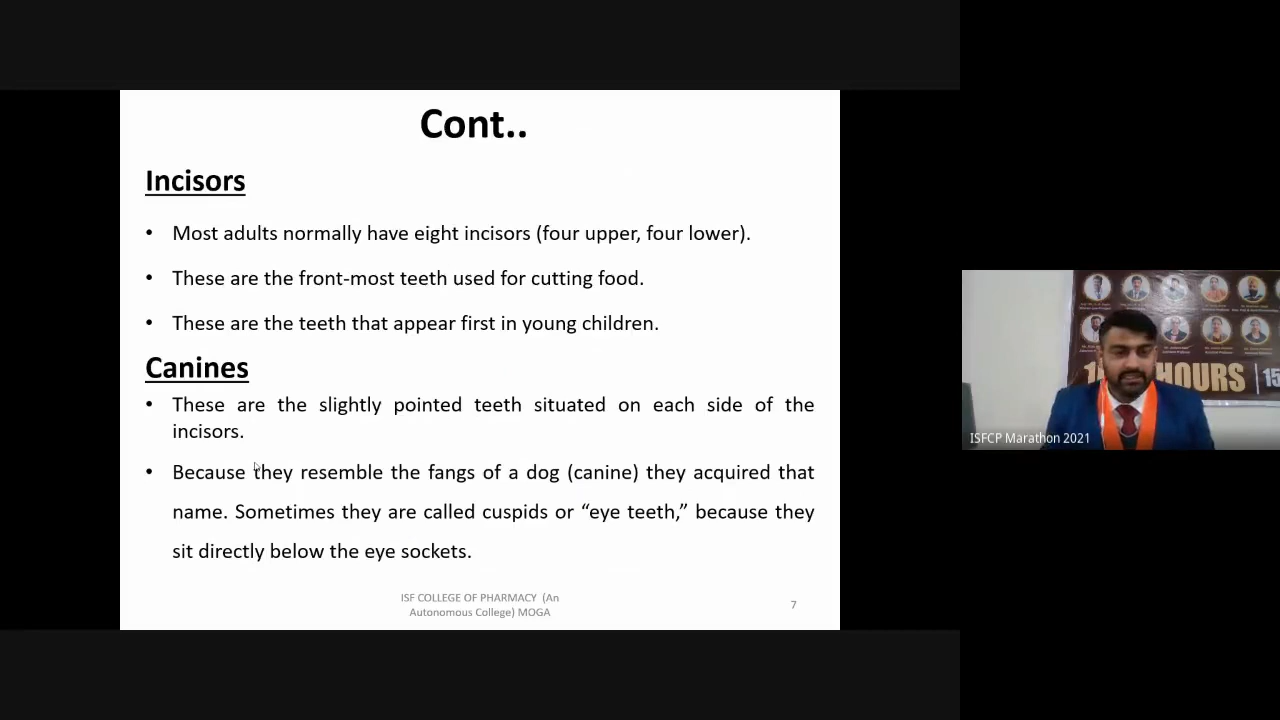 Cont..
Incisors
• Most adults normally have eight incisors (four upper, four lower).
• These are the front-most teeth used for cutting food.
• These are the teeth that appear first in young children.
Canines
• These are the slightly pointed teeth situated on each side of the
incisors.
• Because they resemble the fangs of a dog (canine) they acquired that
name. Sometimes they are called cuspids or “eye teeth,” because they
sit directly below the eye sockets.
ISF COLLEGE OF PHARMACY (An
Autonomous College) MOGA
7
HOURS
15
ISFCP Marathon 2021